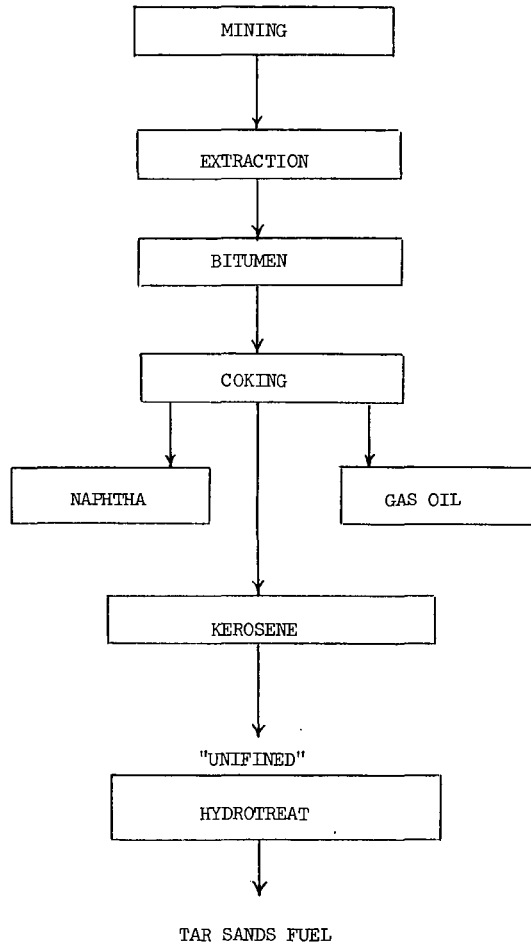 MINING
EXTRACTION
BITUMEN
COKING
NAPHTHA
GAS OIL
KEROSENE
"UNIFINED"
HYDROTREAT
TAR SANDS FUEL